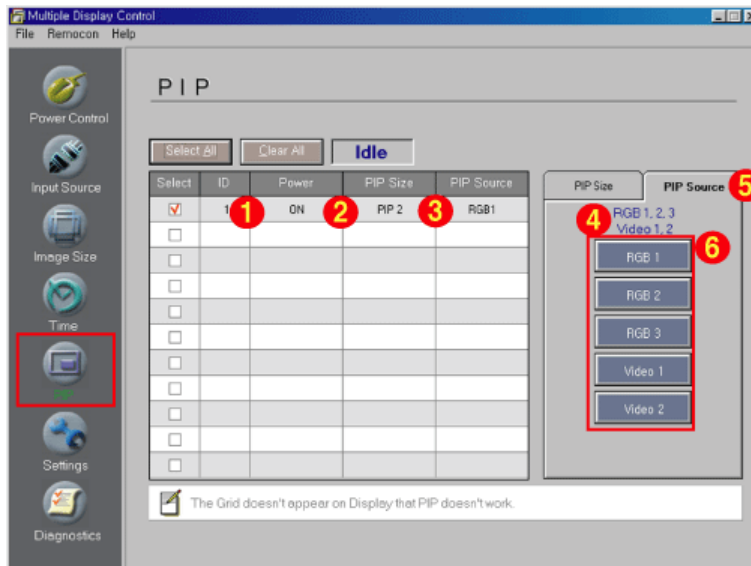 Multiple Display Control
File Remocon Help
PIP
Power Control
Input Source
Image Size
Time
PIP
Settings
Diagnostics
Select All Clear All Idle
Select ID Power PIP Size PIP Source
1 1 ON 2 PIP 2 3 RGB1
PIP Size PIP Source 5
4 RGB 1, 2, 3
Video 1, 2
6
RGB 1
RGB 2
RGB 3
Video 1
Video 2
The Grid doesn't appear on Display that PIP doesn't work.